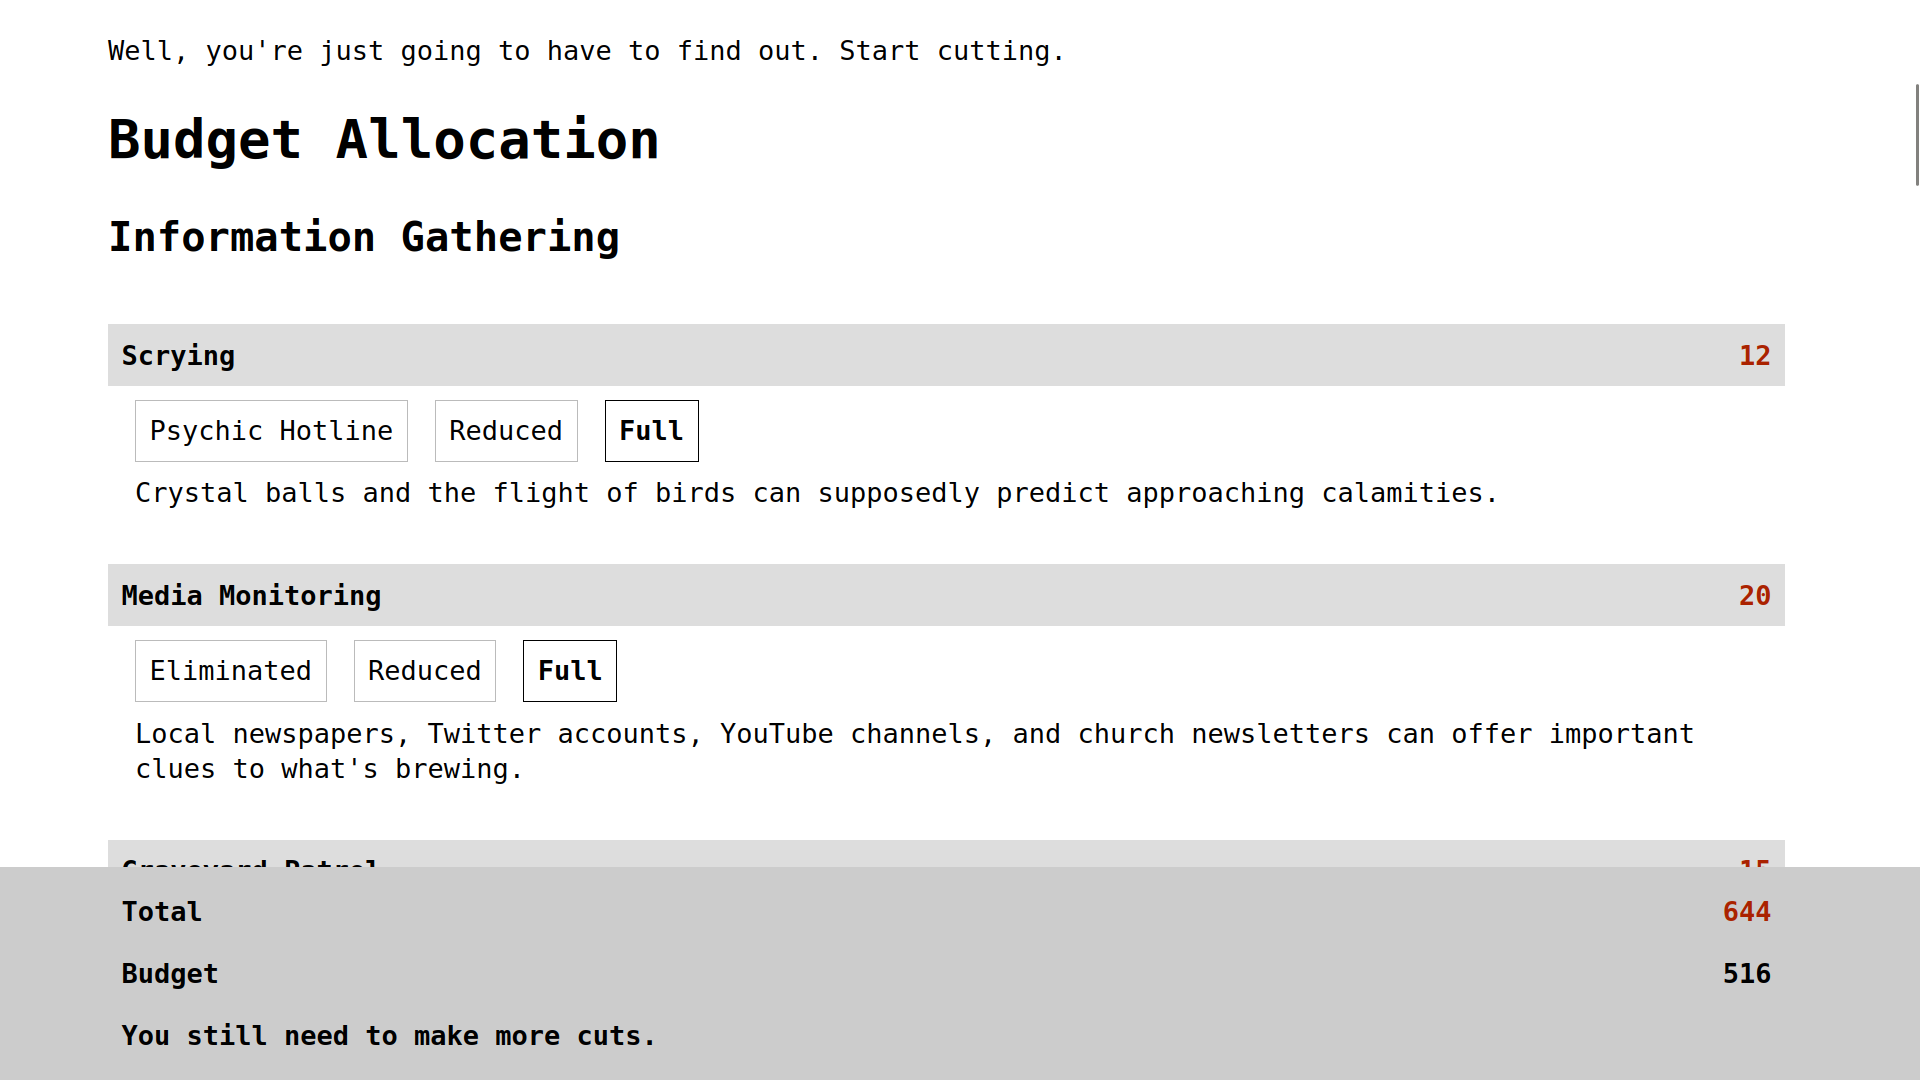 Well, you're just going to have to find out. Start cutting.
Budget Allocation
Information Gathering
Scrying 12
Psychic Hotline Reduced Full
Crystal balls and the flight of birds can supposedly predict approaching calamities.
Media Monitoring 20
Eliminated Reduced Full
Local newspapers, Twitter accounts, YouTube channels, and church newsletters can offer important
clues to what's brewing.
Graveyard Patrol 15
Total 644
Budget 516
You still need to make more cuts.